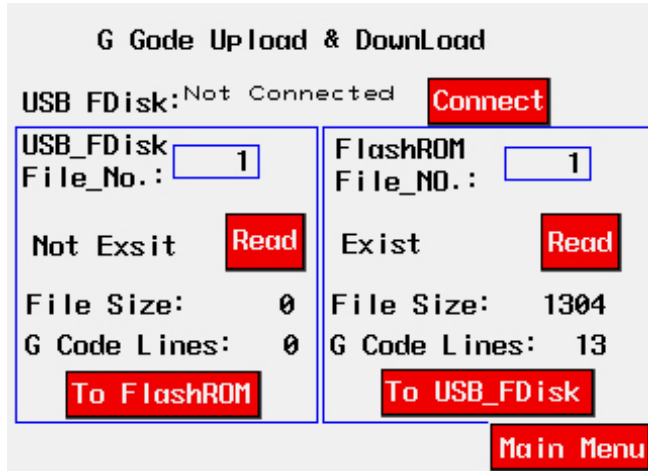 G Gode Upload & DownLoad
USB FDisk: Not Connected Connect
USB_FDisk
File_No.: 1
Not Exsit Read
File Size: 0
G Code Lines: 0
To FlashROM
FlashROM
File_NO.: 1
Exist Read
File Size: 1304
G Code Lines: 13
To USB_FDisk
Main Menu